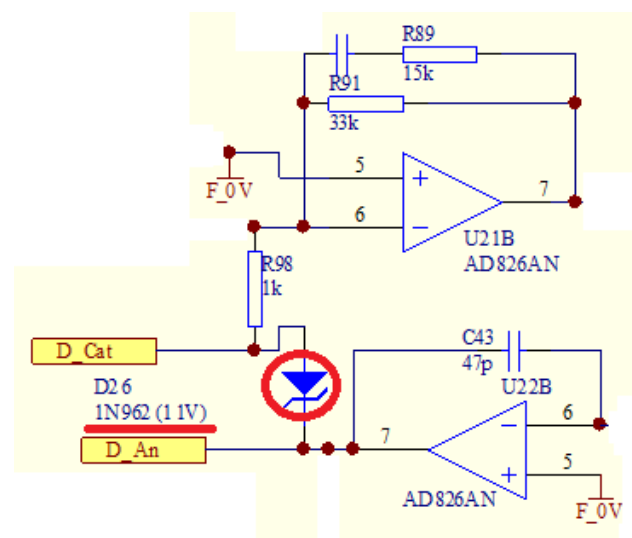 R89
15k
R91
33k
5
F_0V
6
7
U21B
AD826AN
R98
1k
D_Cat
C43
47p
U22B
D26
1N962 (11V)
D_An
7
6
5
AD826AN
F_0V